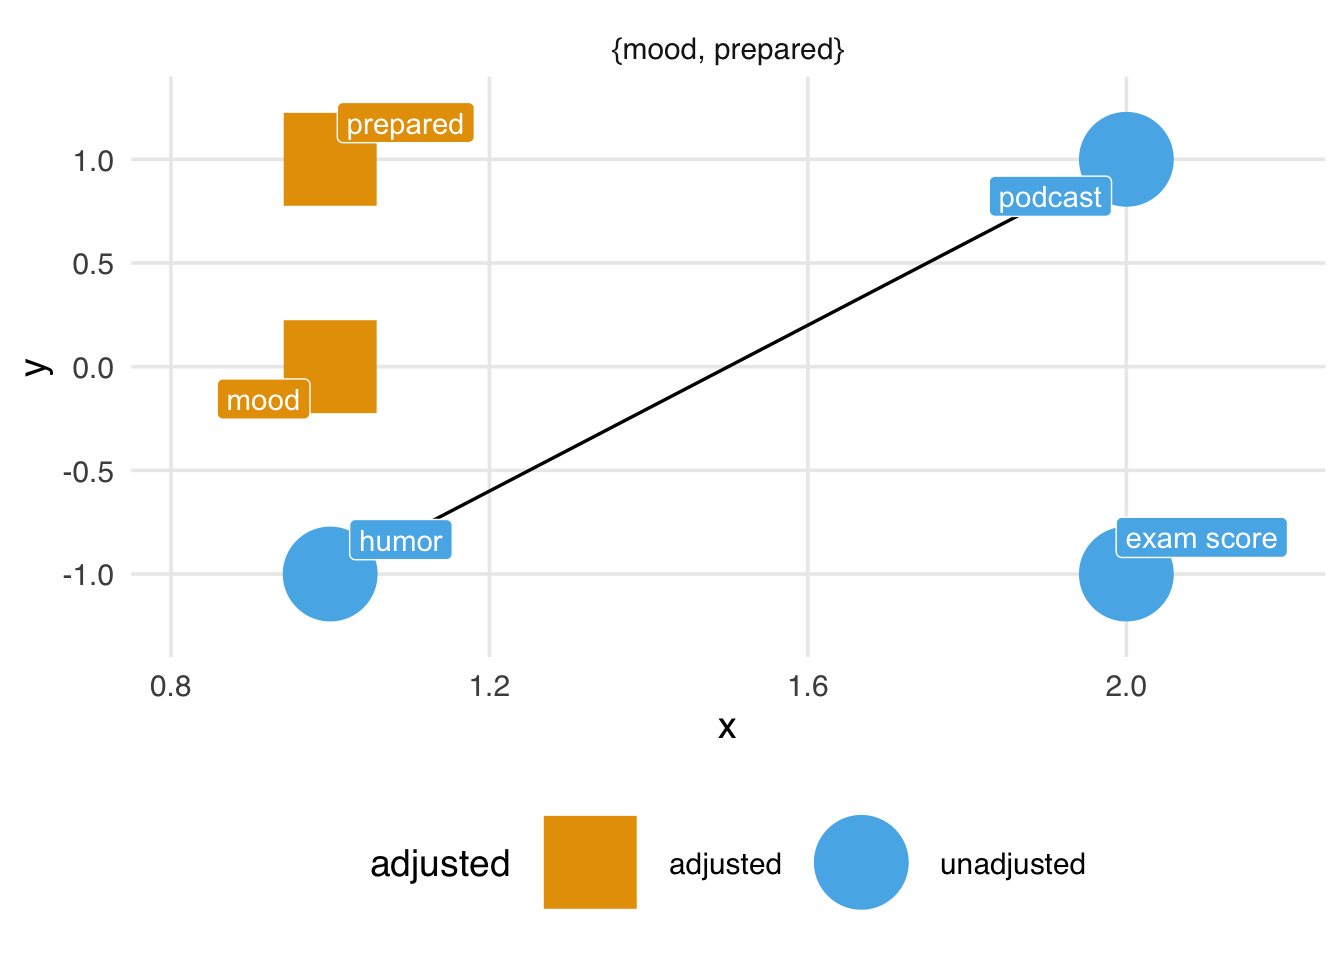 {mood, prepared}
prepared
1.0
podcast
0.5
y
0.0
mood
-0.5
humor
exam score
-1.0
0.8 1.2 1.6 2.0
x
adjusted adjusted unadjusted